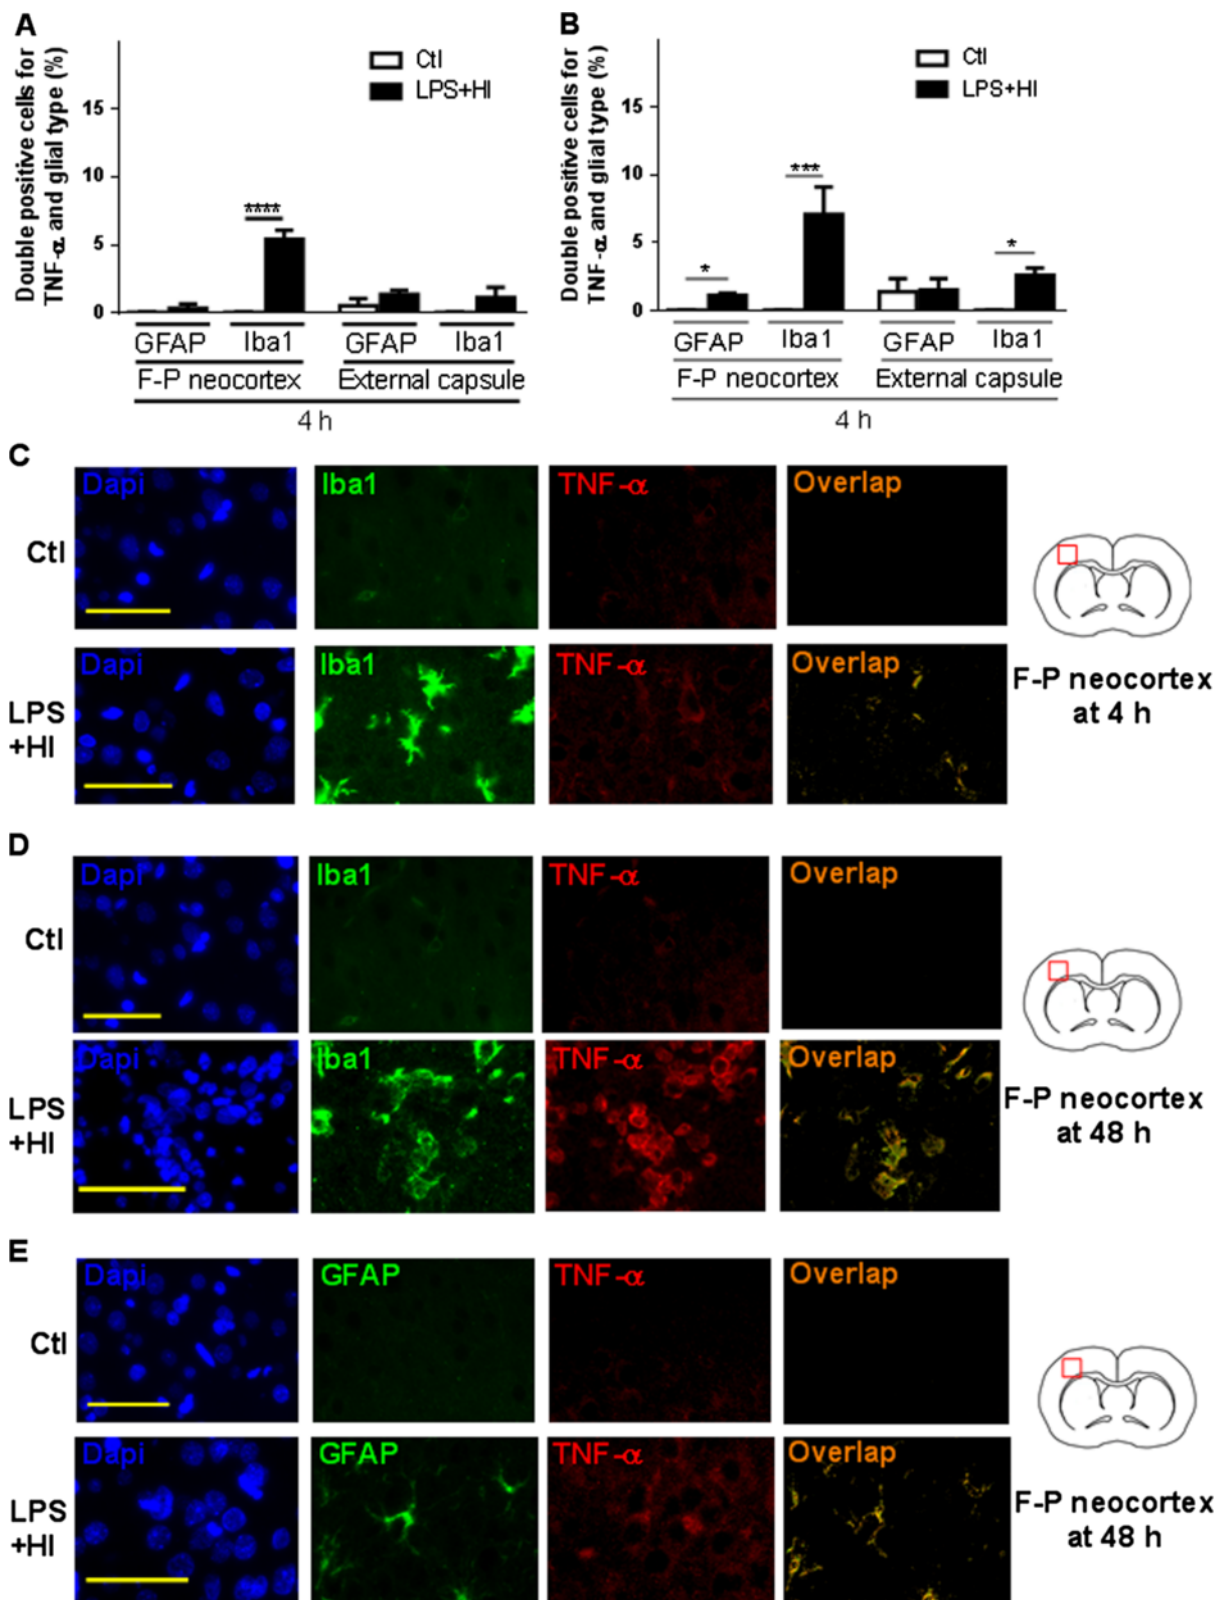 A
Double positive cells for
TNF-α and glial type (%)
15
10
5
0
Ctl
LPS+HI
****
GFAP Iba1 GFAP Iba1
F-P neocortex External capsule
4 h
B
Double positive cells for
TNF-α and glial type (%)
15
10
5
0
Ctl
LPS+HI
* *** *
GFAP Iba1 GFAP Iba1
F-P neocortex External capsule
4 h
C
Ctl
Dapi Iba1 TNF-α Overlap
LPS
+HI
Dapi Iba1 TNF-α Overlap
F-P neocortex
at 4 h
D
Ctl
Dapi Iba1 TNF-α Overlap
LPS
+HI
Dapi Iba1 TNF-α Overlap
F-P neocortex
at 48 h
E
Ctl
Dapi GFAP TNF-α Overlap
LPS
+HI
Dapi GFAP TNF-α Overlap
F-P neocortex
at 48 h